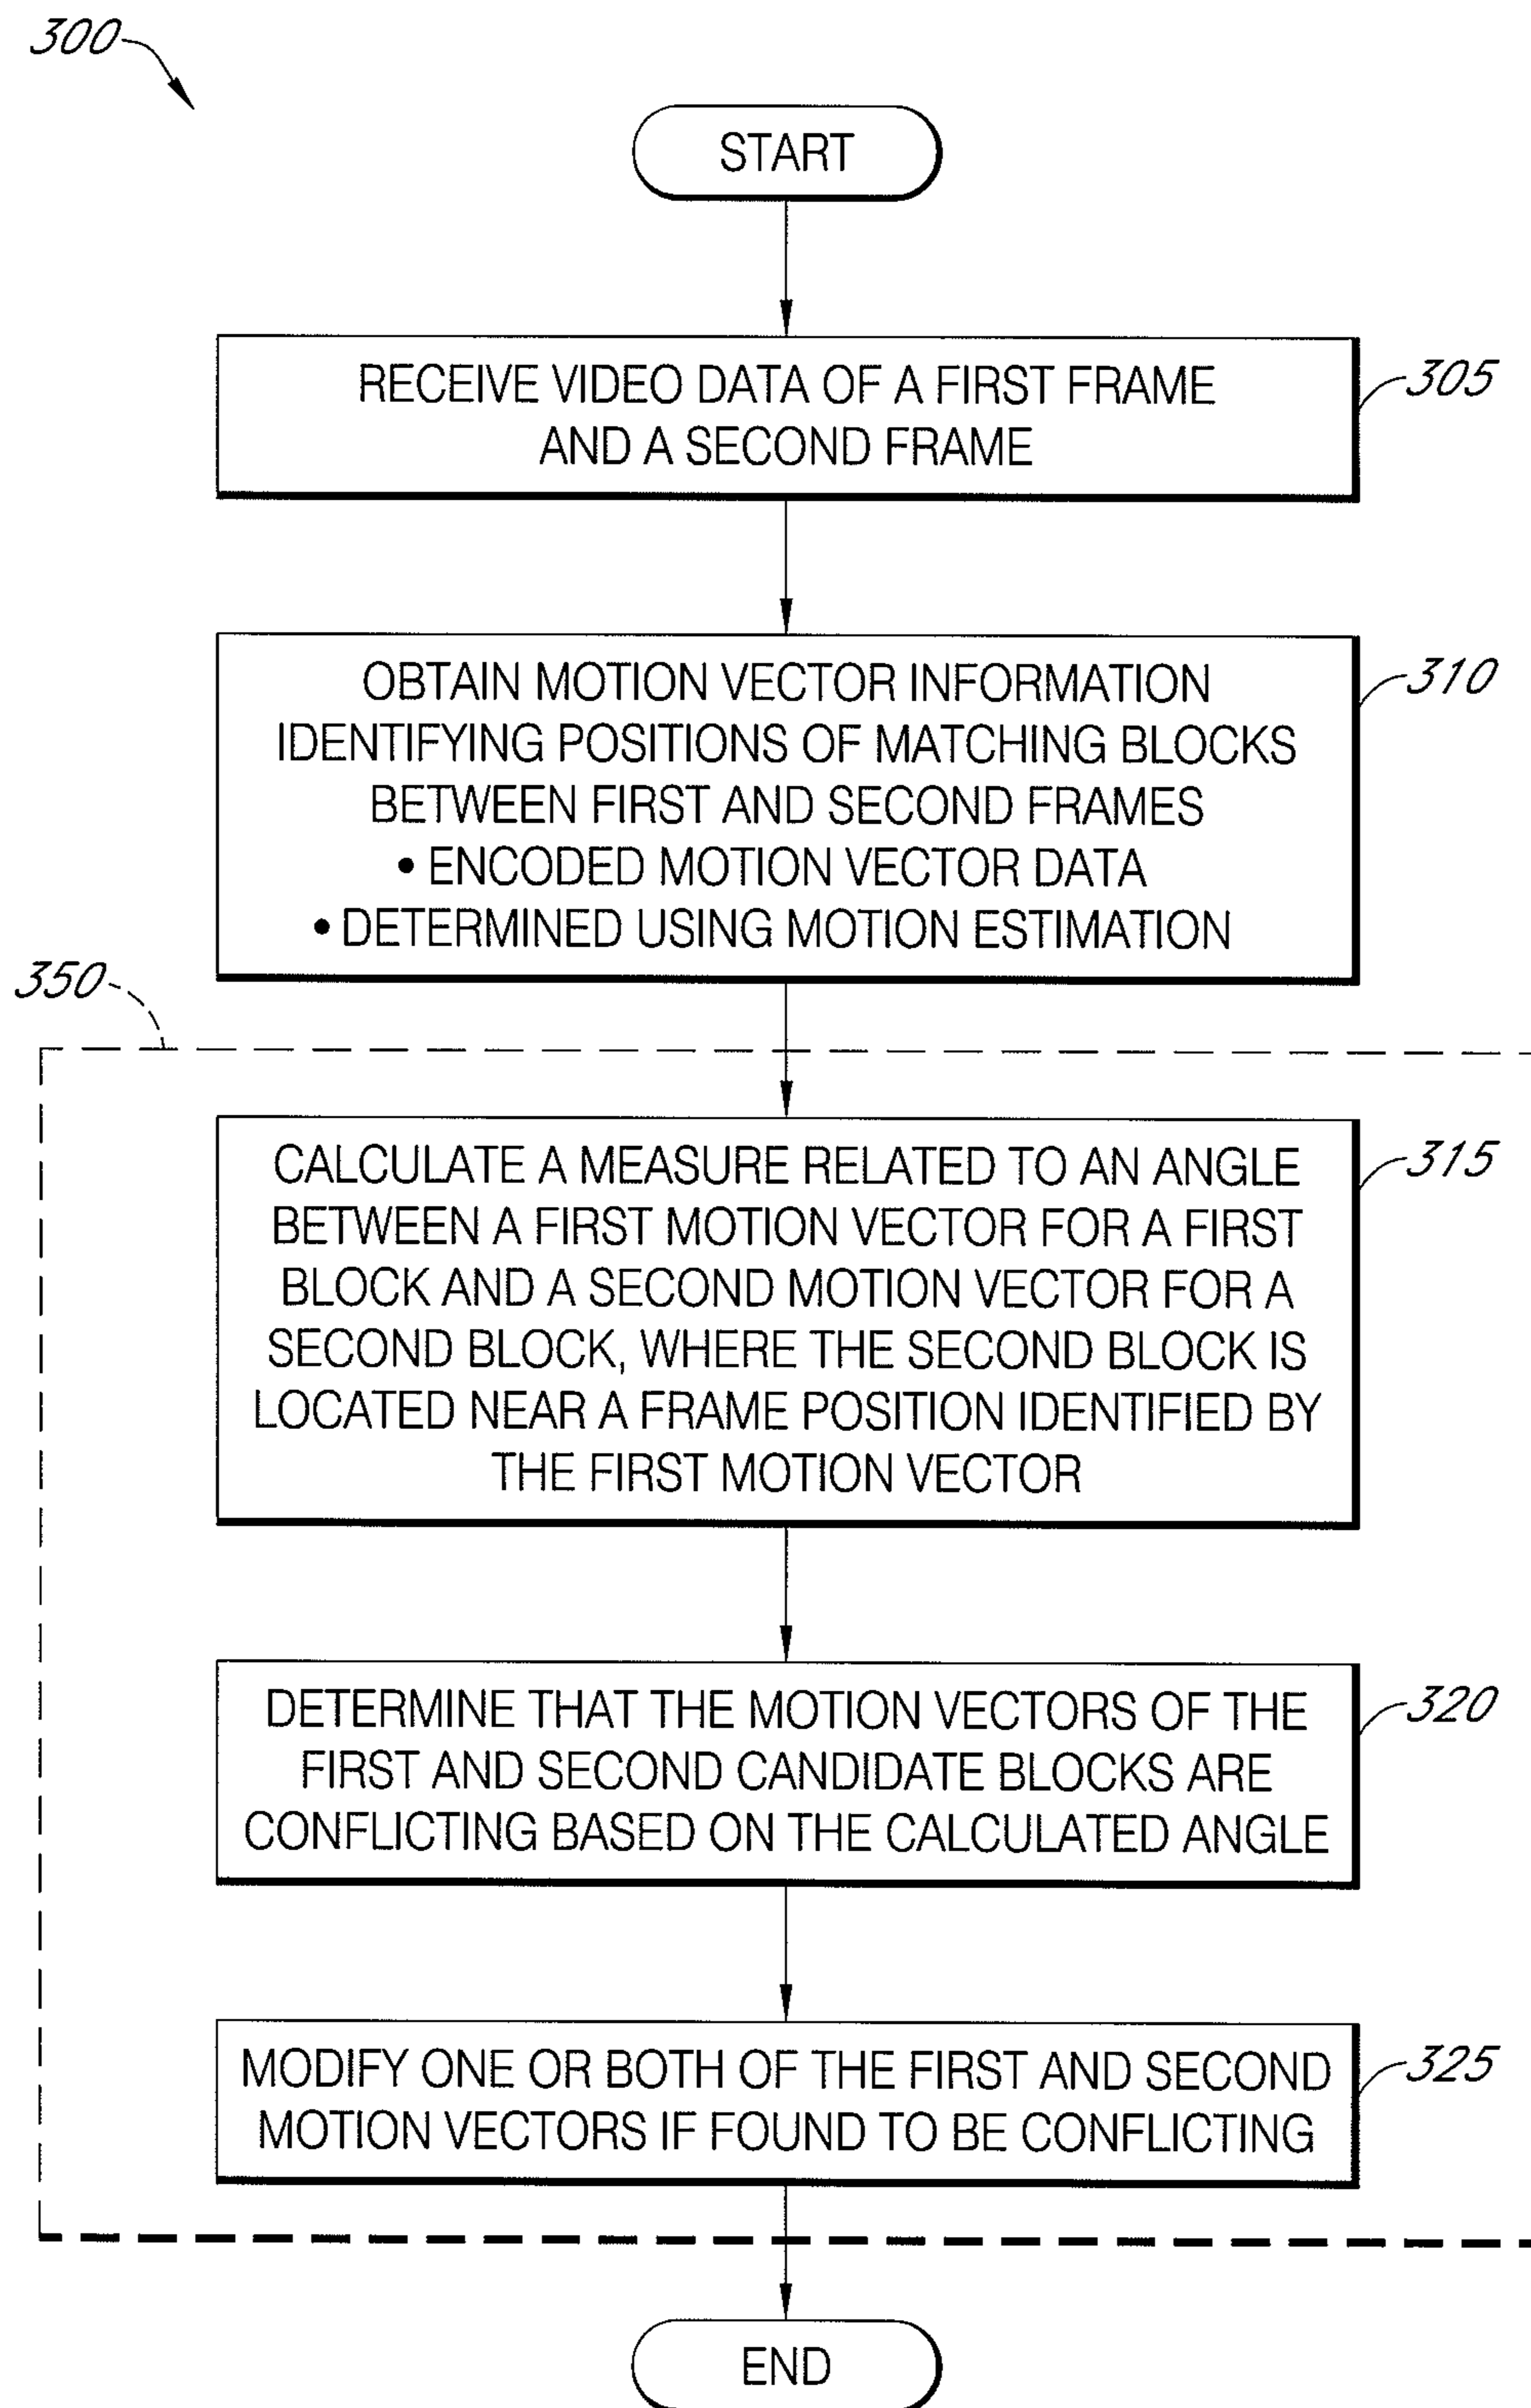 300
START
RECEIVE VIDEO DATA OF A FIRST FRAME
AND A SECOND FRAME
305
OBTAIN MOTION VECTOR INFORMATION
IDENTIFYING POSITIONS OF MATCHING BLOCKS
BETWEEN FIRST AND SECOND FRAMES
• ENCODED MOTION VECTOR DATA
• DETERMINED USING MOTION ESTIMATION
310
350
CALCULATE A MEASURE RELATED TO AN ANGLE
BETWEEN A FIRST MOTION VECTOR FOR A FIRST
BLOCK AND A SECOND MOTION VECTOR FOR A
SECOND BLOCK, WHERE THE SECOND BLOCK IS
LOCATED NEAR A FRAME POSITION IDENTIFIED BY
THE FIRST MOTION VECTOR
315
DETERMINE THAT THE MOTION VECTORS OF THE
FIRST AND SECOND CANDIDATE BLOCKS ARE
CONFLICTING BASED ON THE CALCULATED ANGLE
320
MODIFY ONE OR BOTH OF THE FIRST AND SECOND
MOTION VECTORS IF FOUND TO BE CONFLICTING
325
END